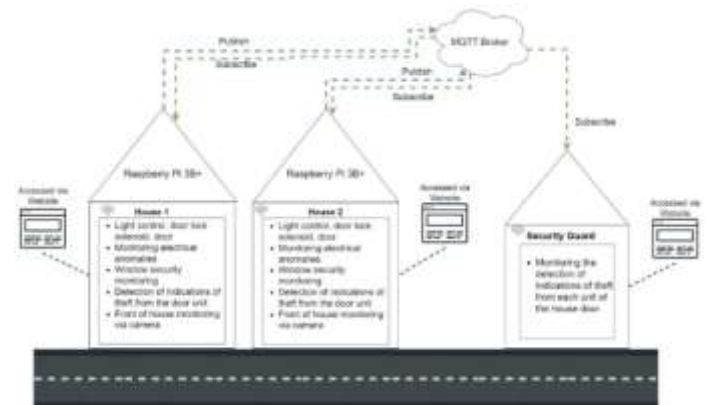 MQTT Broker
Publish
Subscribe
Publish
Subscribe
Subscribe
Raspberry Pi 3B+
Raspberry Pi 3B+
Accessed via
Website
House 1
• Light control, door lock
solenoid, door
• Monitoring electrical
anomalies
• Window security
monitoring
• Detection of indications of
theft from the door unit
• Front of house monitoring
via camera
House 2
• Light control, door lock
solenoid, door
• Monitoring electrical
anomalies
• Window security
monitoring
• Detection of indications of
theft from the door unit
• Front of house monitoring
via camera
Accessed via
Website
Security Guard
• Monitoring the
detection of
indications of theft
from each unit of
the house door
Accessed via
Website